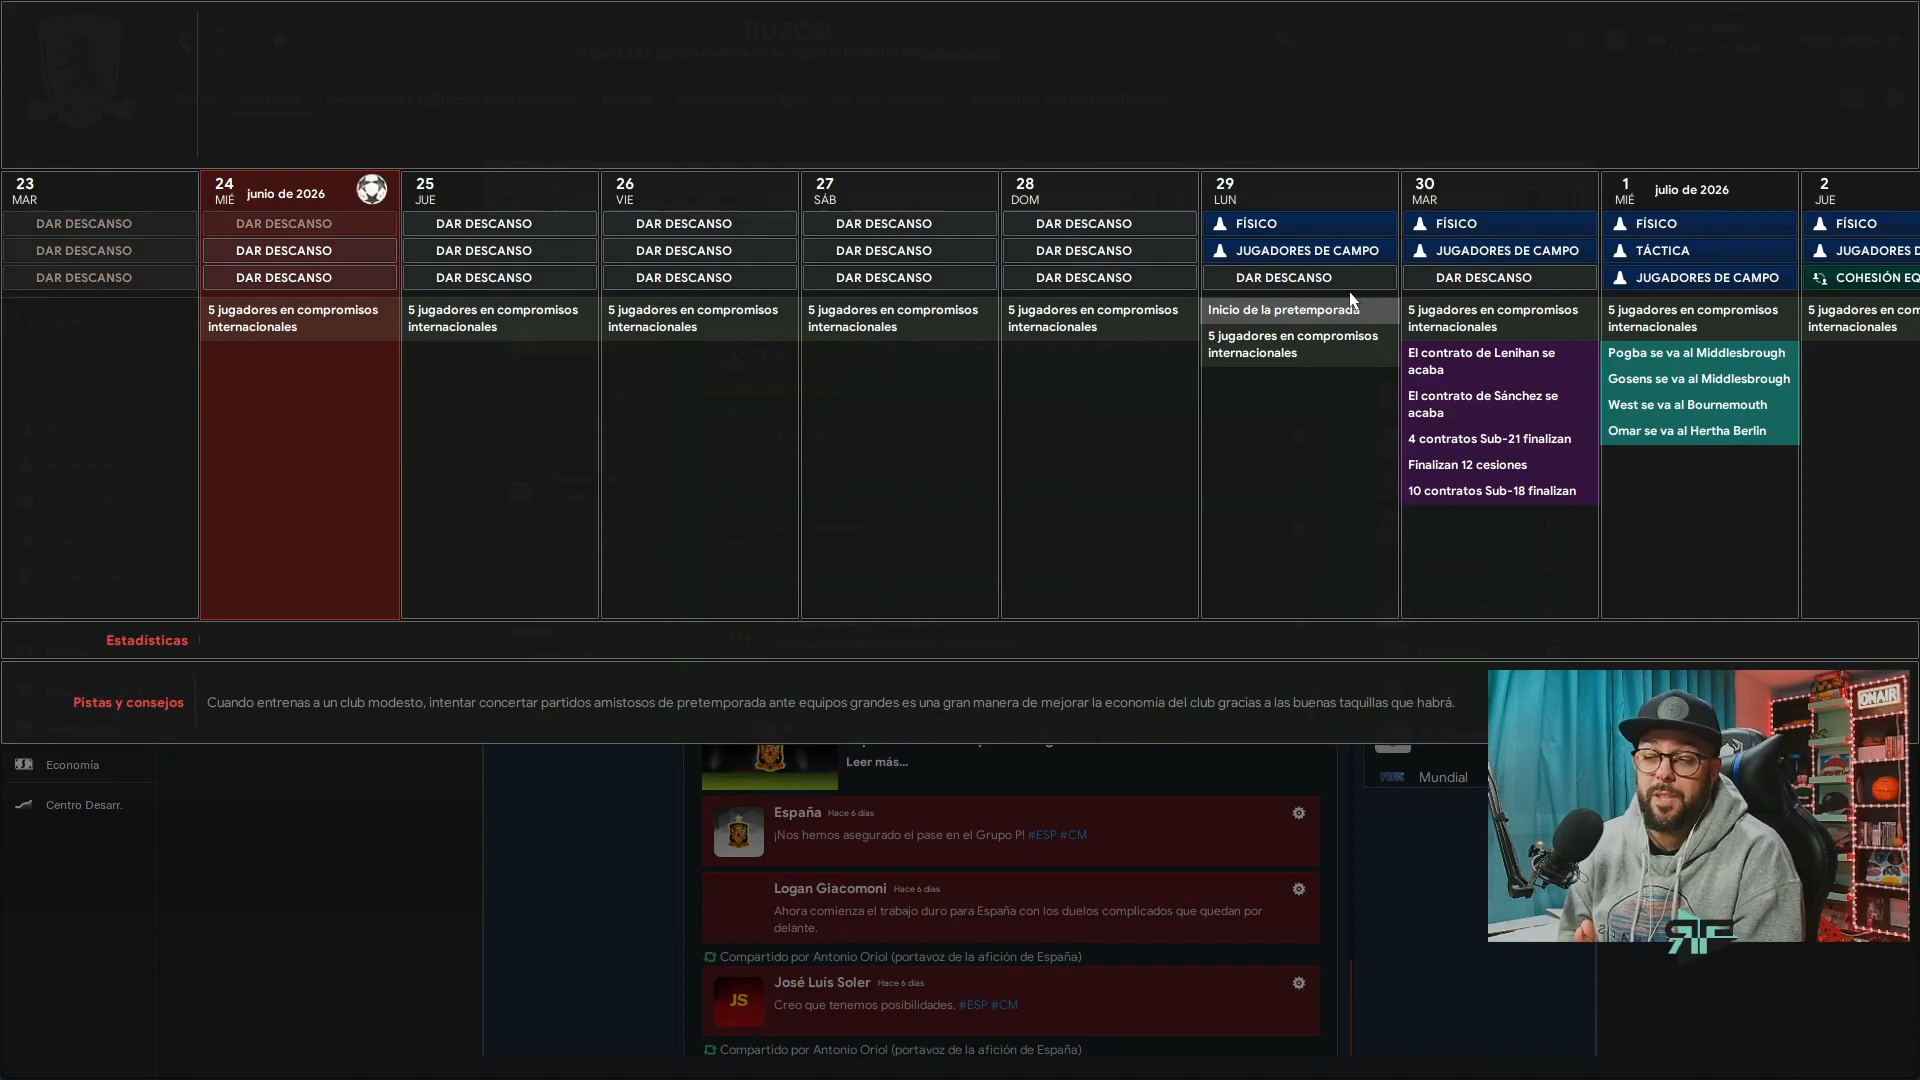 BUZÓN
23
MAR
24
MIÉ
junio de 2026
25
JUE
26
VIE
27
SÁB
28
DOM
29
LUN
30
MAR
1
MIÉ
julio de 2026
2
JUE
DAR DESCANSO
DAR DESCANSO
DAR DESCANSO
DAR DESCANSO
DAR DESCANSO
DAR DESCANSO
FÍSICO
FÍSICO
FÍSICO
FÍSICO
DAR DESCANSO
DAR DESCANSO
DAR DESCANSO
DAR DESCANSO
DAR DESCANSO
DAR DESCANSO
JUGADORES DE CAMPO
JUGADORES DE CAMPO
TÁCTICA
JUGADORES D
DAR DESCANSO
DAR DESCANSO
DAR DESCANSO
DAR DESCANSO
DAR DESCANSO
DAR DESCANSO
DAR DESCANSO
DAR DESCANSO
JUGADORES DE CAMPO
COHESIÓN EQ
5 jugadores en compromisos
internacionales
5 jugadores en compromisos
internacionales
5 jugadores en compromisos
internacionales
5 jugadores en compromisos
internacionales
5 jugadores en compromisos
internacionales
Inicio de la pretemporada
5 jugadores en compromisos
internacionales
5 jugadores en compromisos
internacionales
El contrato de Lenihan se
acaba
El contrato de Sánchez se
acaba
4 contratos Sub-21 finalizan
Finalizan 12 cesiones
10 contratos Sub-18 finalizan
5 jugadores en compromisos
internacionales
Pogba se va al Middlesbrough
Gosens se va al Middlesbrough
West se va al Bournemouth
Omar se va al Hertha Berlin
5 jugadores en com
internacionales
Estadísticas
Pistas y consejos
Cuando entrenas a un club modesto, intentar concertar partidos amistosos de pretemporada ante equipos grandes es una gran manera de mejorar la economía del club gracias a las buenas taquillas que habrá.
Economía
Centro Desarr.
Leer más...
Mundial
España Hace 6 días
¡Nos hemos asegurado el pase en el Grupo P! #ESP #CM
Logan Giacomoni Hace 6 días
Ahora comienza el trabajo duro para España con los duelos complicados que quedan por
delante.
Compartido por Antonio Oriol (portavoz de la afición de España)
JS
José Luís Soler Hace 6 días
Creo que tenemos posibilidades. #ESP #CM
Compartido por Antonio Oriol (portavoz de la afición de España)
ON AIR